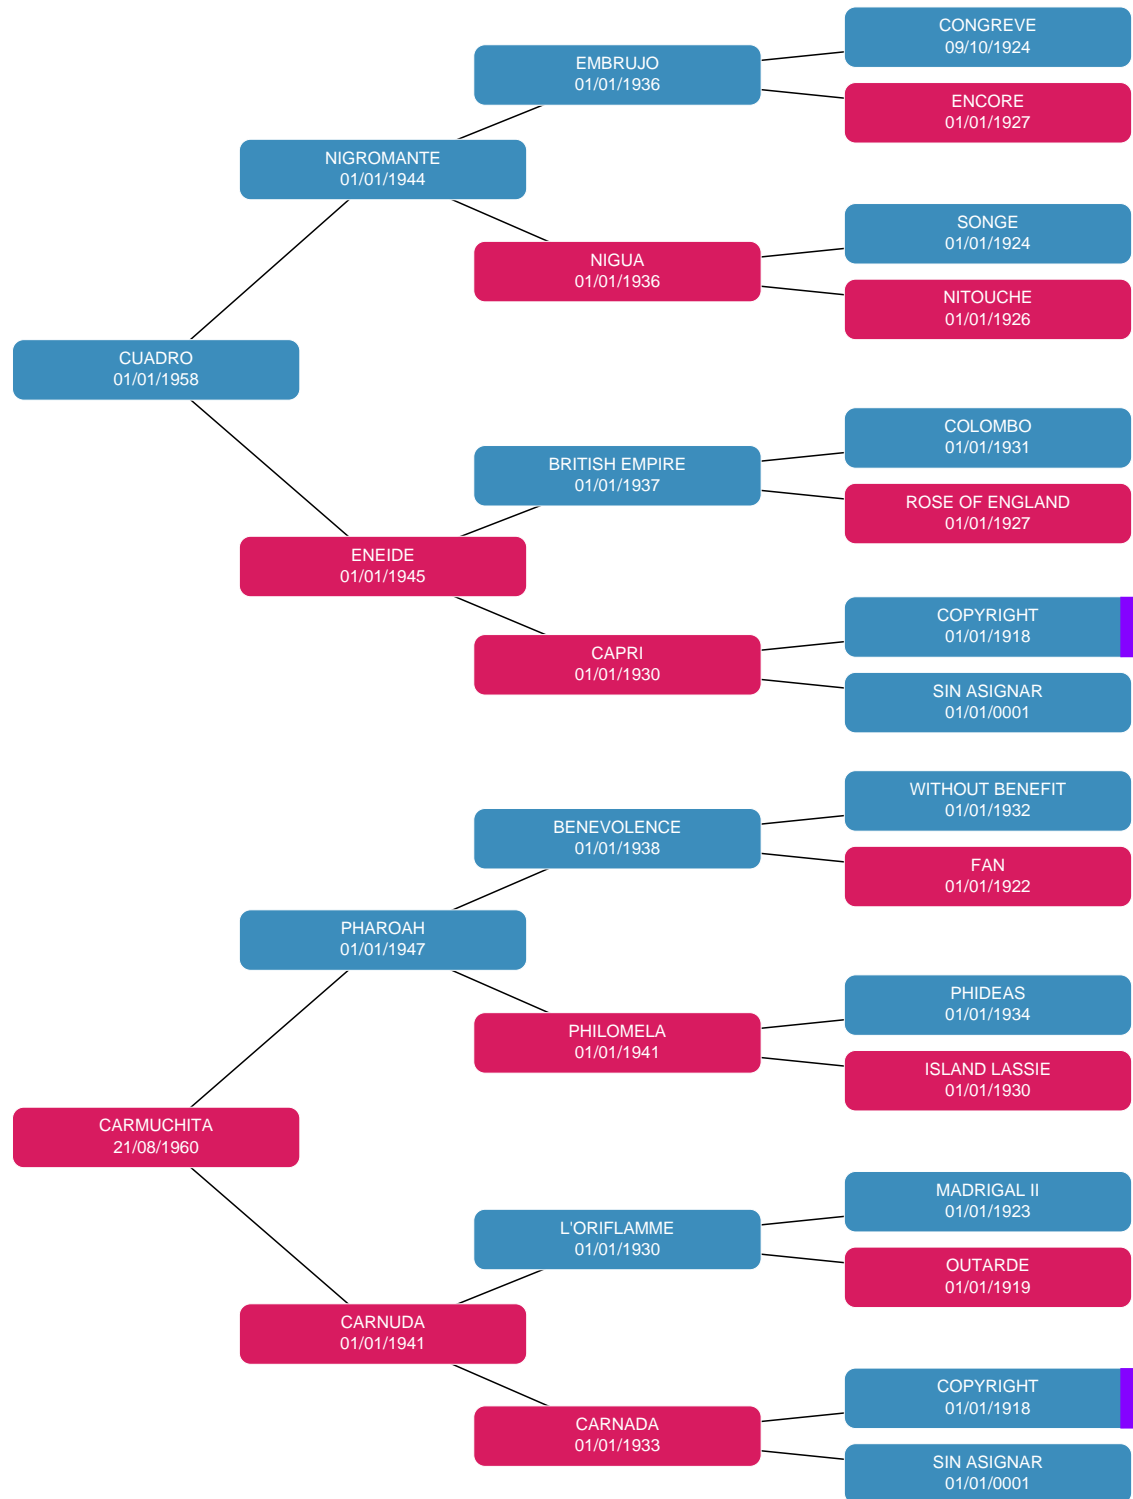 CONGREVE
09/10/1924
EMBRUJO
01/01/1936
ENCORE
01/01/1927
NIGROMANTE
01/01/1944
SONGE
01/01/1924
NIGUA
01/01/1936
NITOUCHE
01/01/1926
CUADRO
01/01/1958
COLOMBO
01/01/1931
BRITISH EMPIRE
01/01/1937
ROSE OF ENGLAND
01/01/1927
ENEIDE
01/01/1945
COPYRIGHT
01/01/1918
CAPRI
01/01/1930
SIN ASIGNAR
01/01/0001
WITHOUT BENEFIT
01/01/1932
BENEVOLENCE
01/01/1938
FAN
01/01/1922
PHAROAH
01/01/1947
PHIDEAS
01/01/1934
PHILOMELA
01/01/1941
ISLAND LASSIE
01/01/1930
CARMUCHITA
21/08/1960
MADRIGAL II
01/01/1923
L'ORIFLAMME
01/01/1930
OUTARDE
01/01/1919
CARNUDA
01/01/1941
COPYRIGHT
01/01/1918
CARNADA
01/01/1933
SIN ASIGNAR
01/01/0001